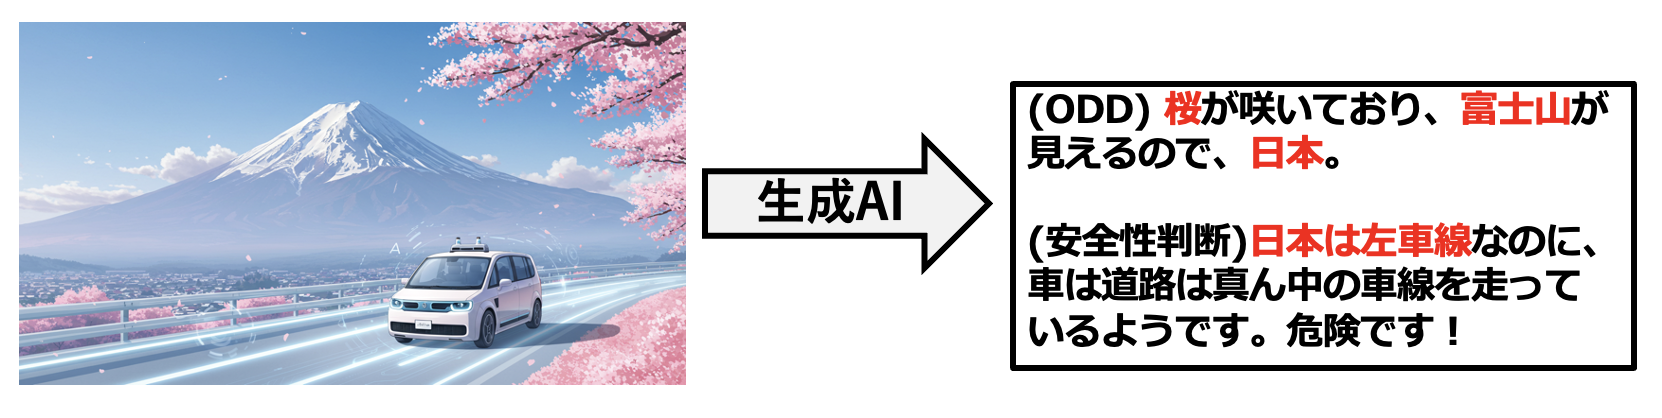 生成AI
(ODD) 桜が咲いており、富士山が
見えるので、日本。
(安全性判断)日本は左車線なのに、
車は道路は真ん中の車線を走って
いるようです。危険です！